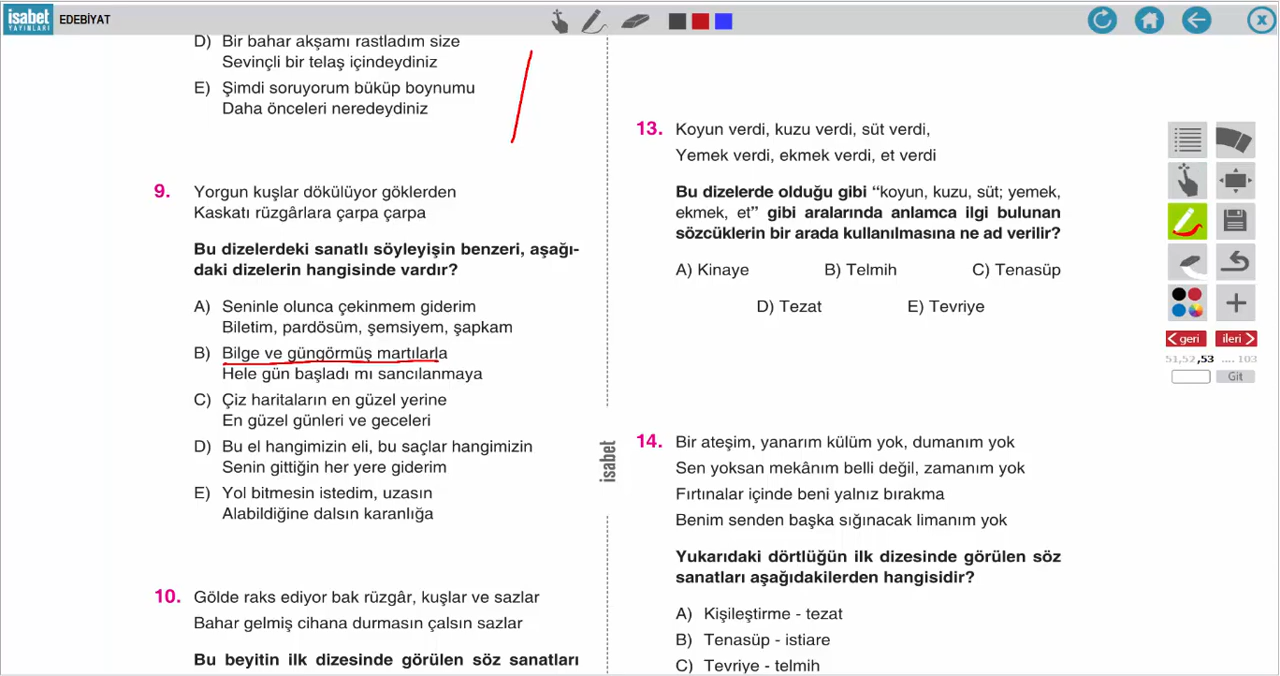 isabet
YAYINLARI
EDEBİYAT
D) Bir bahar akşamı rastladım size
Sevinçli bir telaş içindeydiniz
E) Şimdi soruyorum büküp boynumu
Daha önceleri neredeydiniz
9. Yorgun kuşlar dökülüyor göklerden
Kaskatı rüzgârlara çarpa çarpa
Bu dizelerdeki sanatlı söyleyişin benzeri, aşağı-
daki dizelerin hangisinde vardır?
A) Seninle olunca çekinmem giderim
Biletim, pardösüm, şemsiyem, şapkam
B) Bilge ve güngörmüş martılarla
Hele gün başladı mı sancılanmaya
C) Çiz haritaların en güzel yerine
En güzel günleri ve geceleri
D) Bu el hangimizin eli, bu saçlar hangimizin
Senin gittiğin her yere giderim
E) Yol bitmesin istedim, uzasın
Alabildiğine dalsın karanlığa
10. Gölde raks ediyor bak rüzgâr, kuşlar ve sazlar
Bahar gelmiş cihana durmasın çalsın sazlar
Bu beyitin ilk dizesinde görülen söz sanatları
isabet
13. Koyun verdi, kuzu verdi, süt verdi,
Yemek verdi, ekmek verdi, et verdi
Bu dizelerde olduğu gibi “koyun, kuzu, süt; yemek,
ekmek, et” gibi aralarında anlamca ilgi bulunan
sözcüklerin bir arada kullanılmasına ne ad verilir?
A) Kinaye B) Telmih C) Tenasüp
D) Tezat E) Tevriye
14. Bir ateşim, yanarım külüm yok, dumanım yok
Sen yoksan mekânım belli değil, zamanım yok
Fırtınalar içinde beni yalnız bırakma
Benim senden başka sığınacak limanım yok
Yukarıdaki dörtlüğün ilk dizesinde görülen söz
sanatları aşağıdakilerden hangisidir?
A) Kişileştirme - tezat
B) Tenasüp - istiare
C) Tevriye - telmih
geri ileri
51,52,53 .... 103
Git